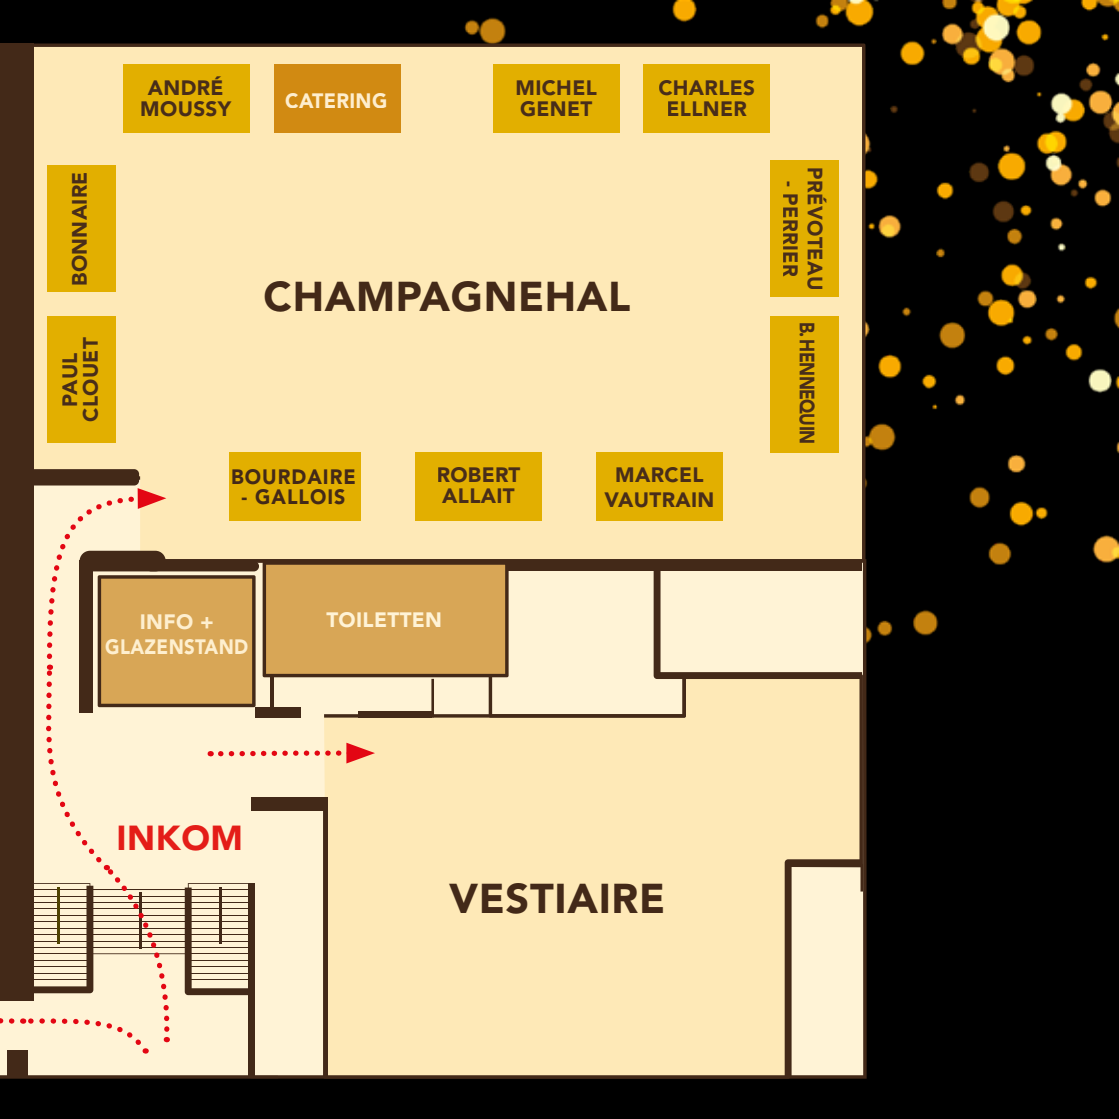 ANDRÉ
MOUSSY
CATERING
MICHEL
GENET
CHARLES
ELLNER
BONNAIRE
PRÉVOTEAU
- PERRIER
CHAMPAGNEHAL
PAUL
CLOUET
B. HENNEQUIN
BOURDAIRE
- GALLOIS
ROBERT
ALLAIT
MARCEL
VAUTRAIN
INFO +
GLAZENSTAND
TOILETTEN
INKOM
VESTIAIRE